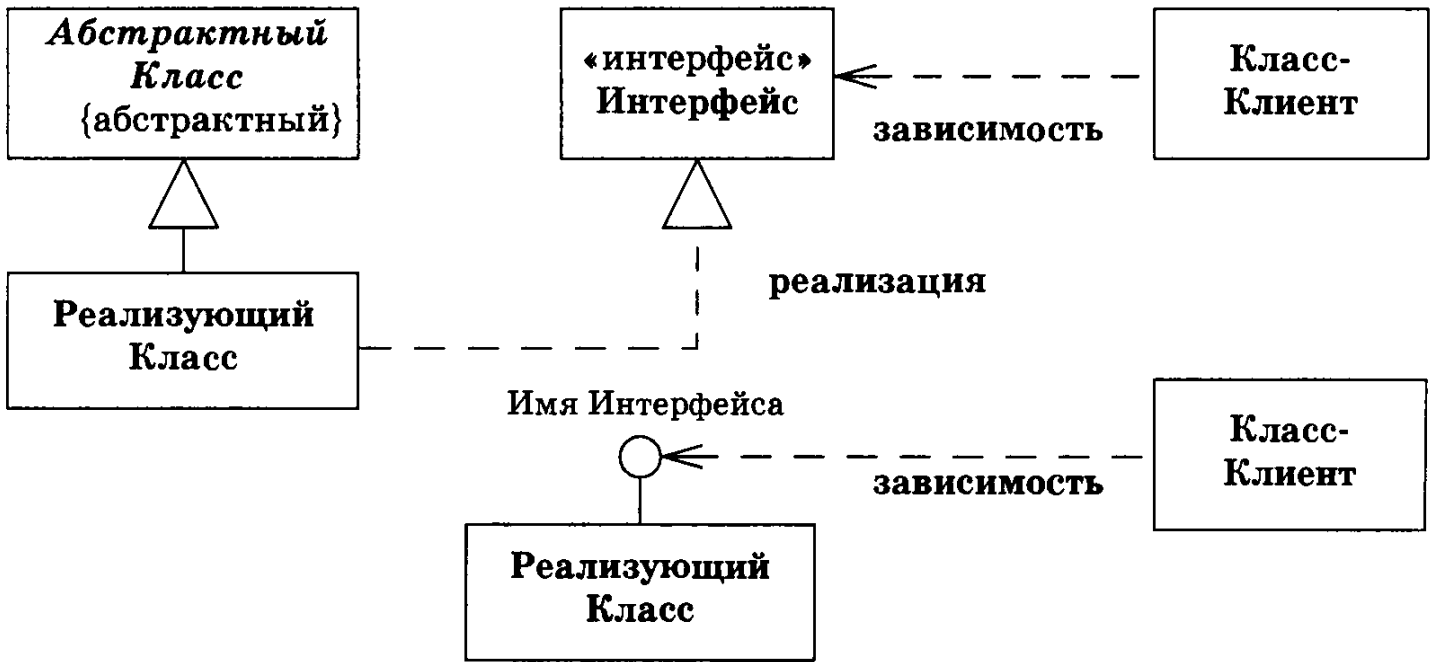 Абстрактный
Класс
{абстрактный}
«интерфейс»
Интерфейс
зависимость
Класс-
Клиент
Реализующий
Класс
реализация
Имя Интерфейса
зависимость
Класс-
Клиент
Реализующий
Класс